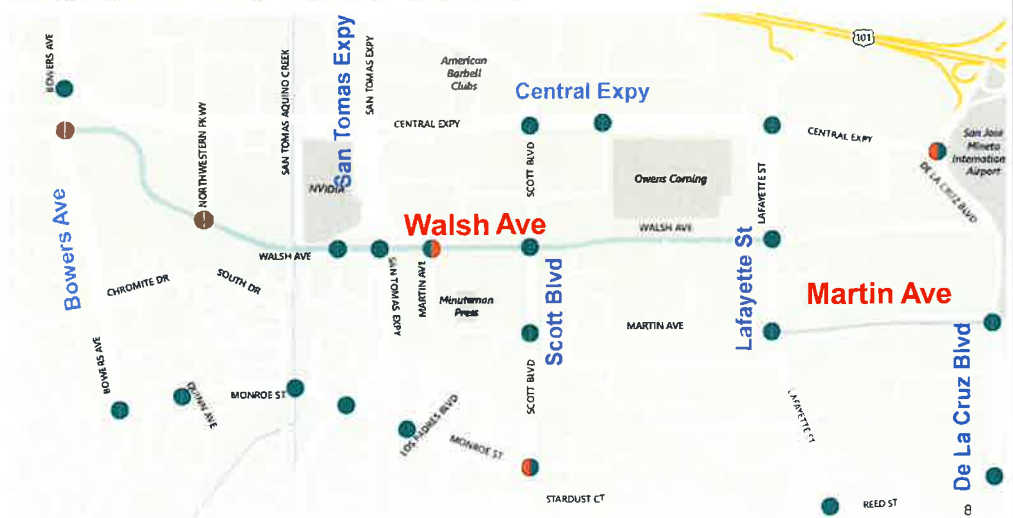 BOWERS AVE
SAN TOMAS AQUINO CREEK
San Tomas Expy
SAN TOMAS EXPY
American
Barbell
Clubs
101
Central Expy
NORTHWESTERN PKWY
CENTRAL EXPY
CENTRAL EXPY
SCOTT BLVD
San Jose
Mineta
International
Airport
NVIDIA
Owens Corning
LAFAYETTE ST
DE LA CRUZ BLVD
Bowers Ave
Walsh Ave
WALSH AVE
WALSH AVE
Lafayette St
CHROMITE DR
SOUTH DR
SAN TOMAS EXPY
MARTIN AVE
Minuteman
Press
Scott Blvd
MARTIN AVE
Martin Ave
De La Cruz Blvd
BOWERS AVE
QUINN AVE
MONROE ST
LOS PADRES BLVD
MONROE ST
SCOTT BLVD
LAFAYETTE ST
STARDUST CT
REED ST
8